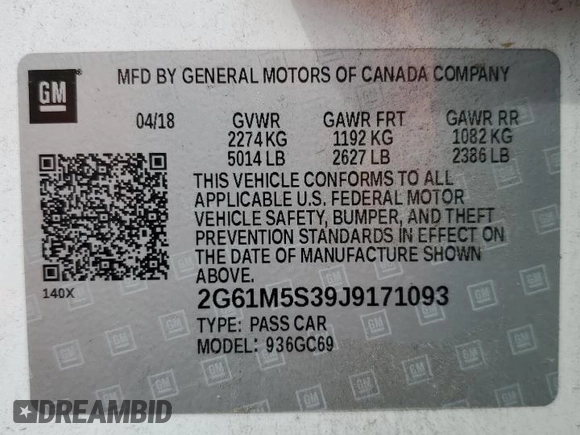 GM
MFD BY GENERAL MOTORS OF CANADA COMPANY
04/18 GVWR GAWR FRT GAWR RR
2274 KG 1192 KG 1082 KG
5014 LB 2627 LB 2386 LB
THIS VEHICLE CONFORMS TO ALL
APPLICABLE U.S. FEDERAL MOTOR
VEHICLE SAFETY, BUMPER, AND THEFT
PREVENTION STANDARDS IN EFFECT ON
THE DATE OF MANUFACTURE SHOWN
ABOVE.
140X
2G61M5S39J9171093
TYPE: PASS CAR
MODEL: 936GC69
DREAMBID